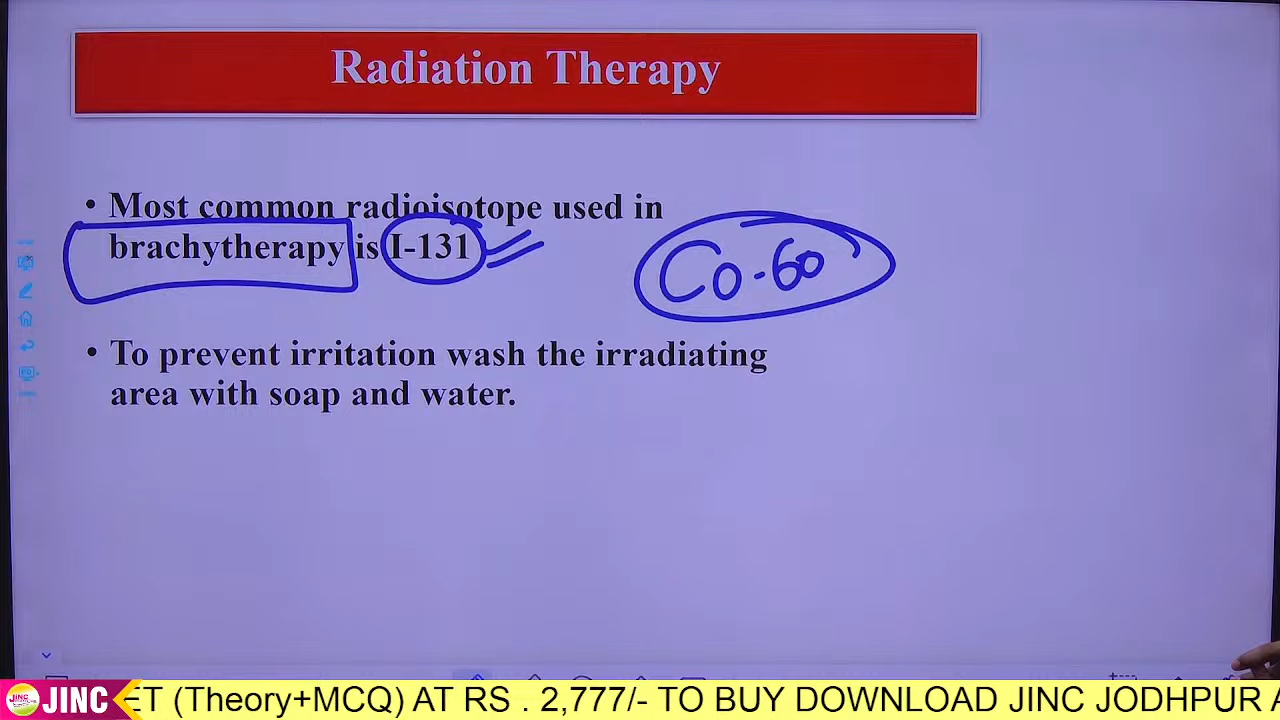 Radiation Therapy
• Most common radioisotope used in
brachytherapy is I-131
Co-60
• To prevent irritation wash the irradiating
area with soap and water.
JINC
JINC
ET (Theory+MCQ) AT RS . 2,777/- TO BUY DOWNLOAD JINC JODHPUR A